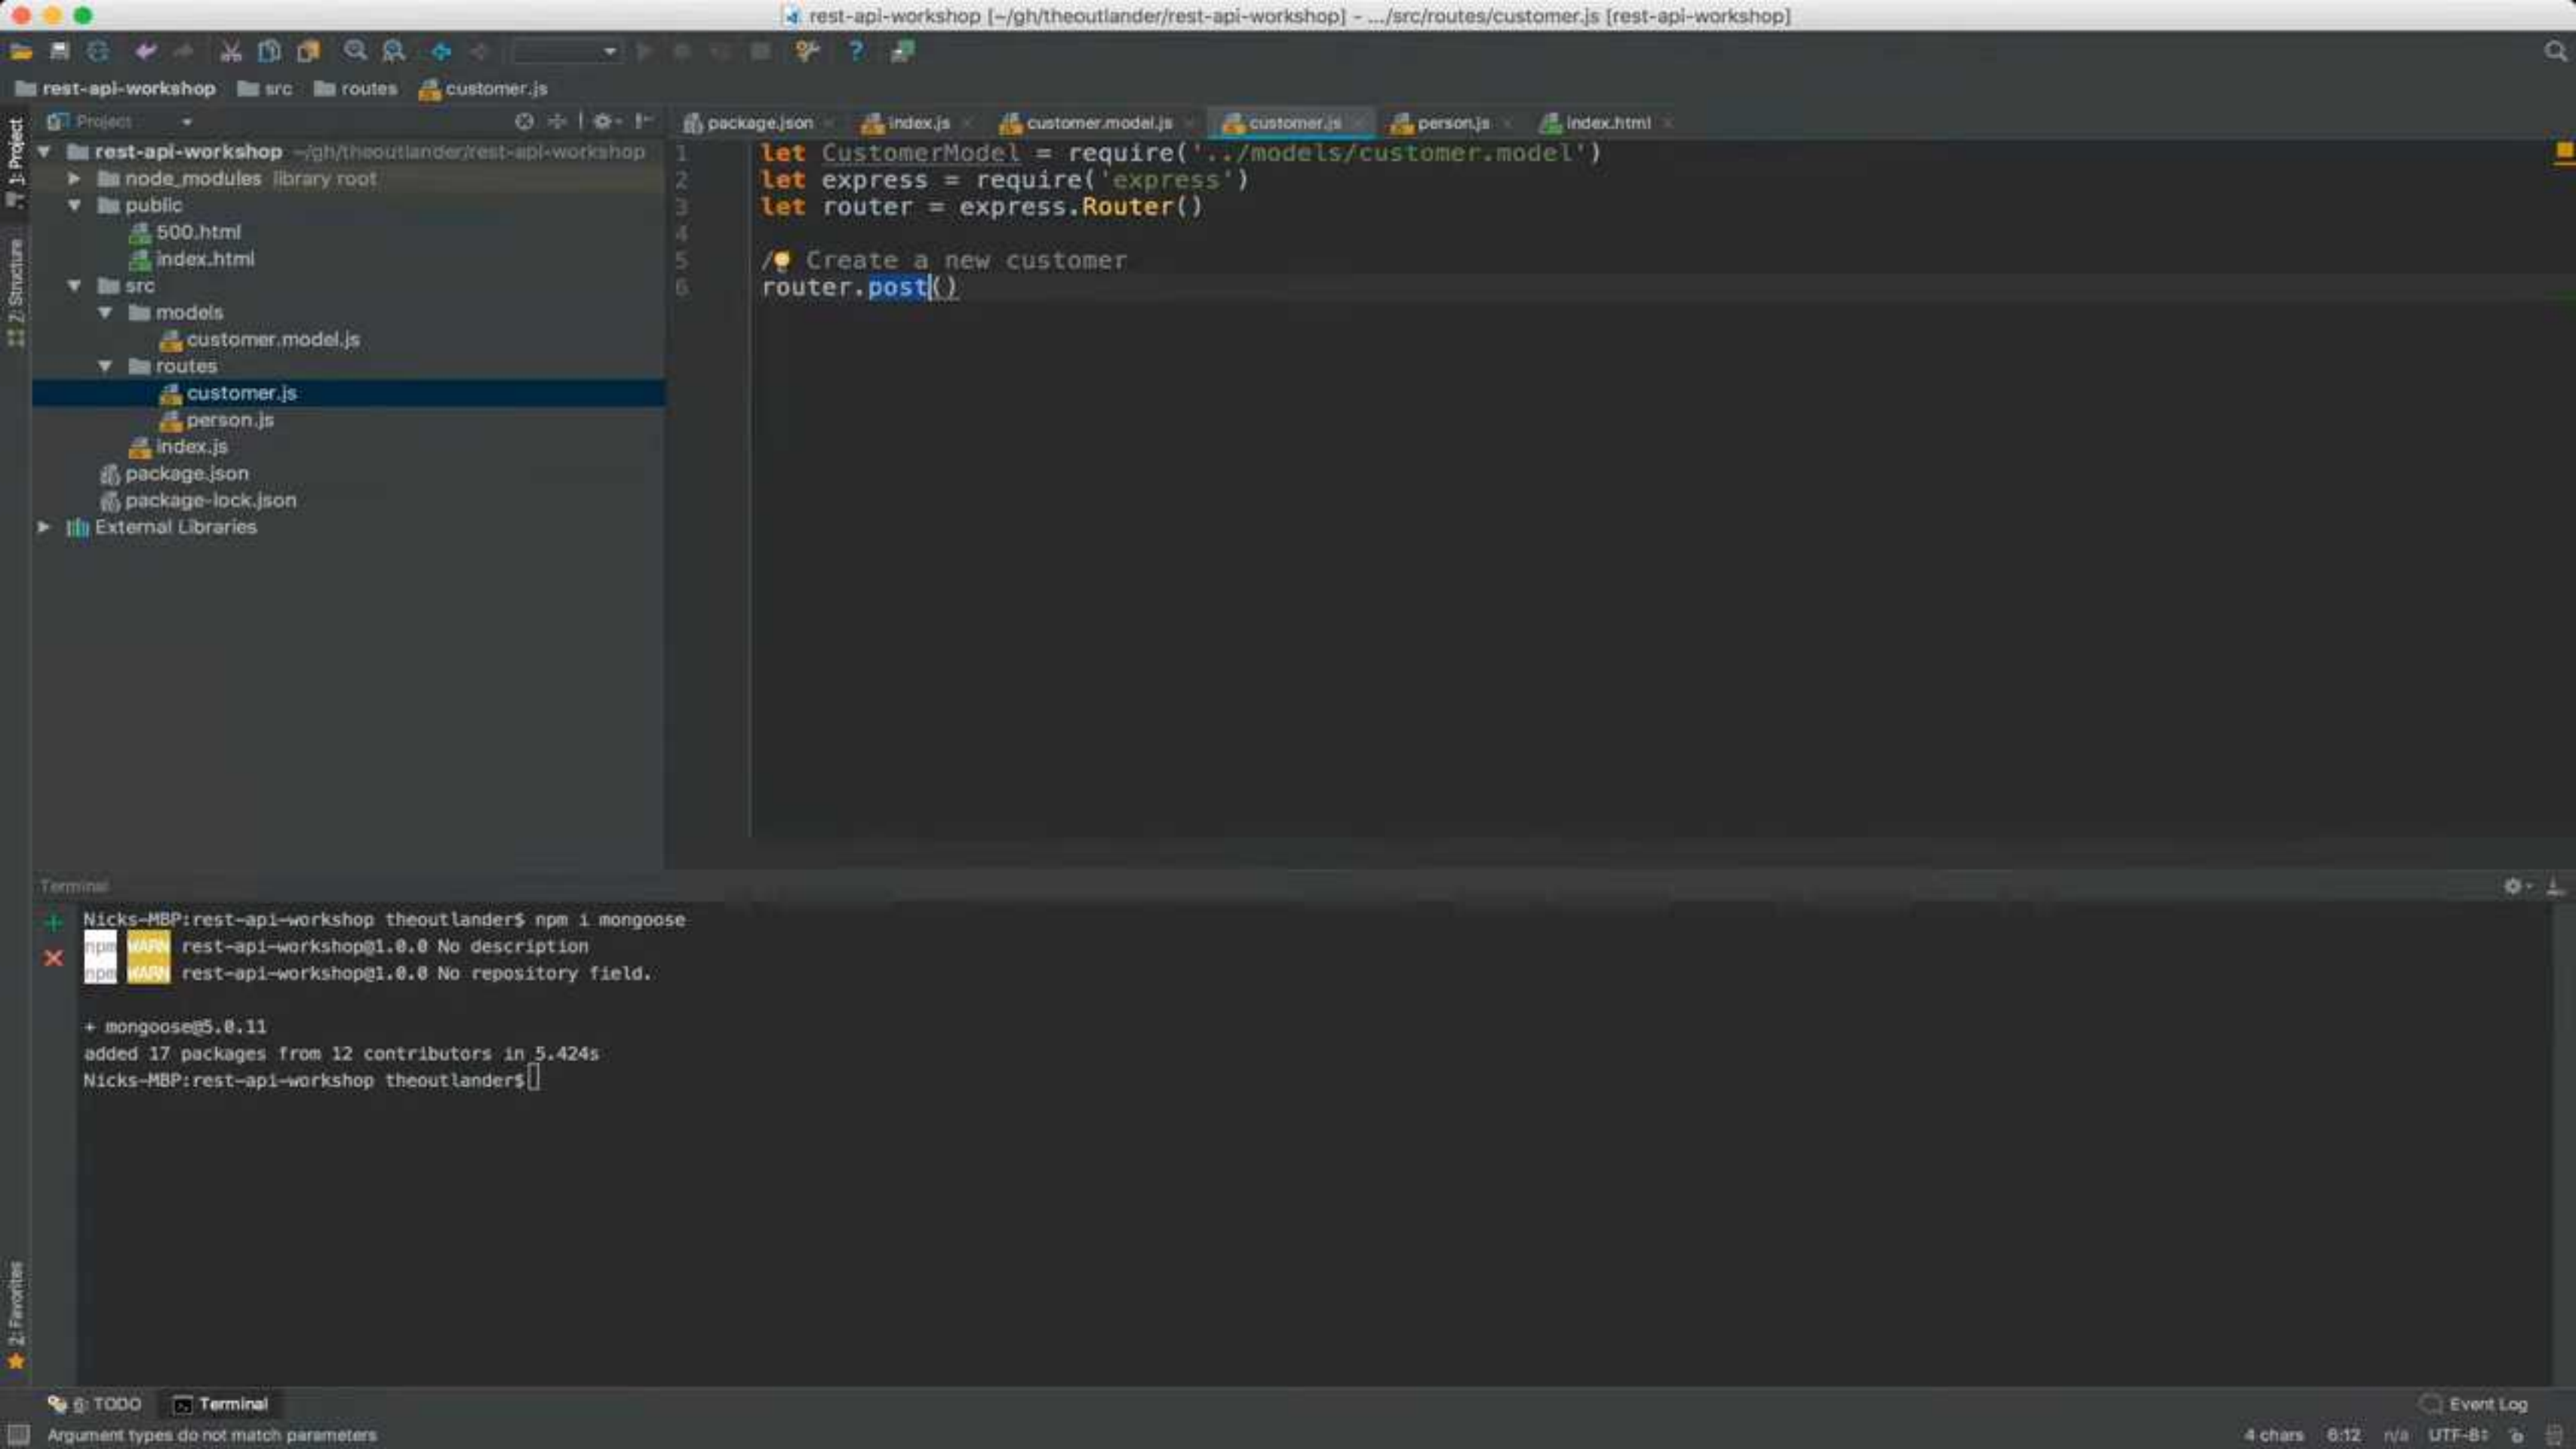 rest-api-workshop [~/gh/theoutlander/rest-api-workshop] - .../src/routes/customer.js [rest-api-workshop]
rest-api-workshop src routes customer.js
1: Project
2: Structure
2: Favorites
Project
rest-api-workshop ~/gh/theoutlander/rest-api-workshop
node_modules library root
public
500.html
index.html
src
models
customer.model.js
routes
customer.js
person.js
index.js
package.json
package-lock.json
External Libraries
package.json index.js customer.model.js customer.js person.js index.html
1 let CustomerModel = require('../models/customer.model')
2 let express = require('express')
3 let router = express.Router()
4
5 / Create a new customer
6 router.post()
Terminal
Nicks-MBP:rest-api-workshop theoutlander$ npm i mongoose
npm WARN rest-api-workshop@1.0.0 No description
npm WARN rest-api-workshop@1.0.0 No repository field.
+ mongoose@5.0.11
added 17 packages from 12 contributors in 5.424s
Nicks-MBP:rest-api-workshop theoutlander$
6: TODO Terminal Event Log
Argument types do not match parameters 4 chars 6:12 n/a UTF-8